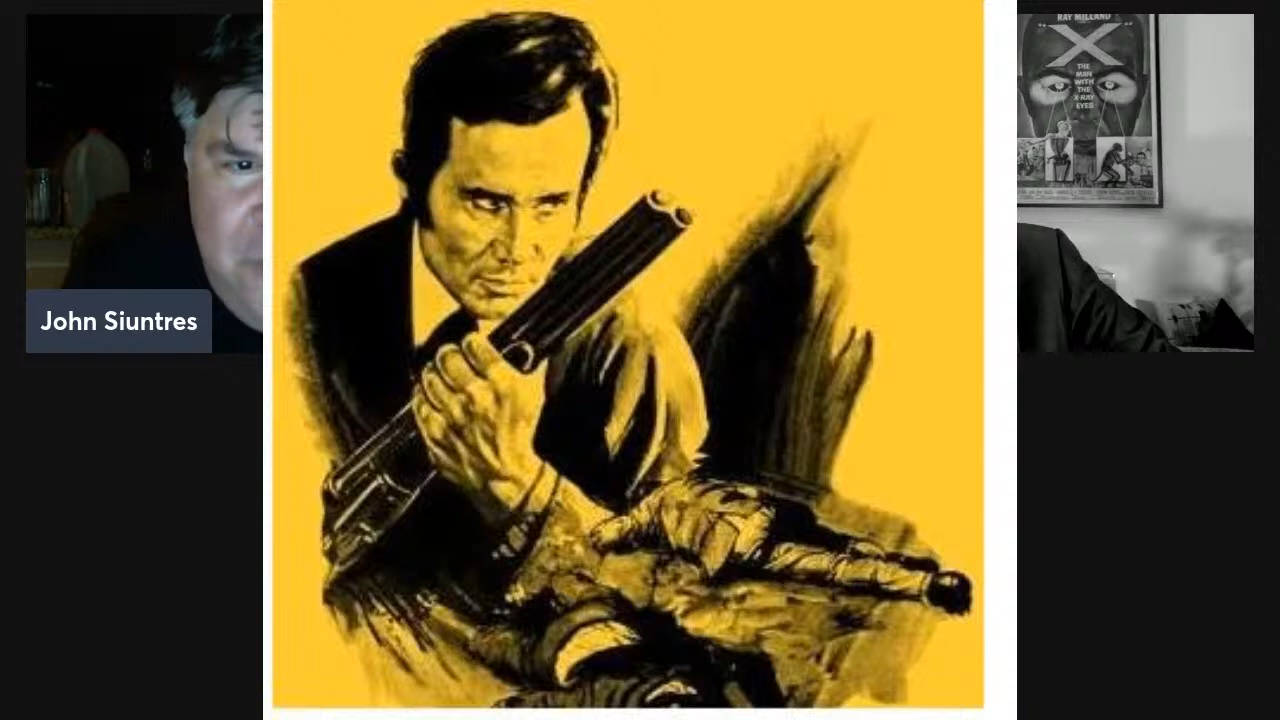 John Siuntres
RAY MILLAND
"X"
THE
MAN
WITH
THE
X-RAY
EYES